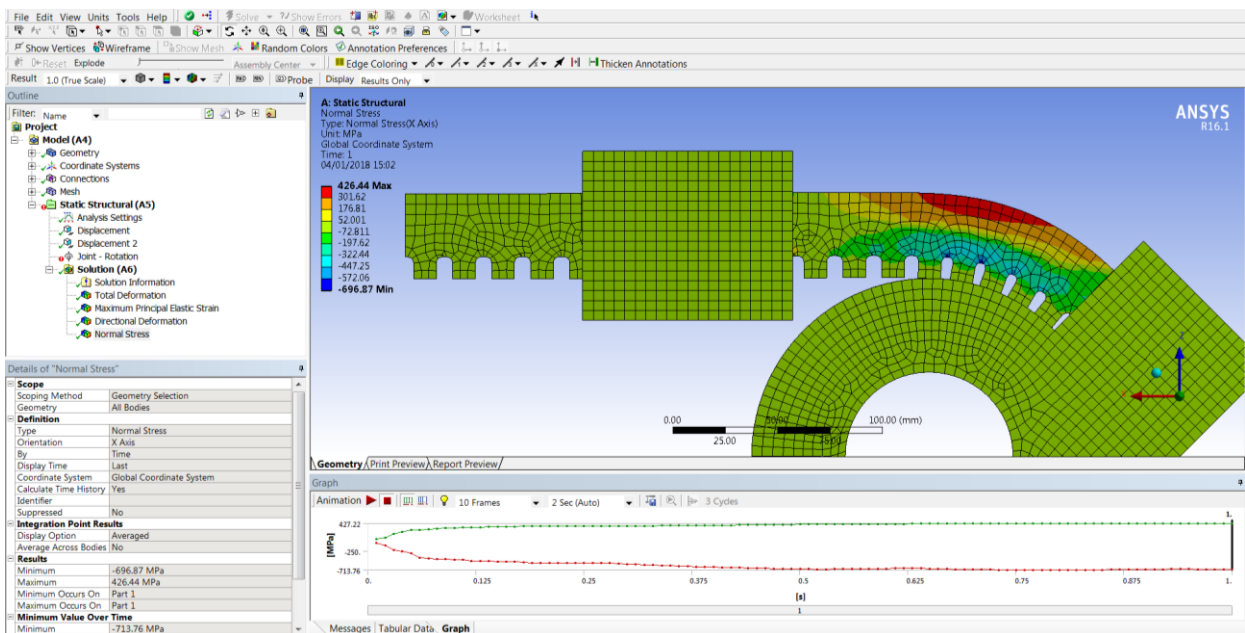 File Edit View Units Tools Help Solve Show Errors Worksheet
Show Vertices Wireframe Show Mesh Random Colors Annotation Preferences
Reset Explode Assembly Center Edge Coloring Thicken Annotations
Result 1.0 (True Scale) Probe Display Results Only
Outline
Filter: Name
Project
Model (A4)
Geometry
Coordinate Systems
Connections
Mesh
Static Structural (A5)
Analysis Settings
Displacement
Displacement 2
Joint - Rotation
Solution (A6)
Solution Information
Total Deformation
Maximum Principal Elastic Strain
Directional Deformation
Normal Stress
Details of "Normal Stress"
Scope
Scoping Method Geometry Selection
Geometry All Bodies
Definition
Type Normal Stress
Orientation X Axis
By Time
Display Time Last
Coordinate System Global Coordinate System
Calculate Time History Yes
Identifier
Suppressed No
Integration Point Results
Display Option Averaged
Average Across Bodies No
Results
Minimum -696.87 MPa
Maximum 426.44 MPa
Minimum Occurs On Part 1
Maximum Occurs On Part 1
Minimum Value Over Time
Minimum -713.76 MPa
A: Static Structural
Normal Stress
Type: Normal Stress(X Axis)
Unit: MPa
Global Coordinate System
Time: 1
04/01/2018 15:02
426.44 Max
301.62
176.81
52.001
-72.811
-197.62
-322.44
-447.25
-572.06
-696.87 Min
ANSYS
R16.1
0.00 50.00 100.00 (mm)
25.00 75.00
Geometry Print Preview Report Preview
Graph
Animation 10 Frames 2 Sec (Auto) 3 Cycles
1.
427.22
-250.
-713.76
[MPa]
0. 0.125 0.25 0.375 0.5 0.625 0.75 0.875 1.
[s]
1
Messages Tabular Data Graph